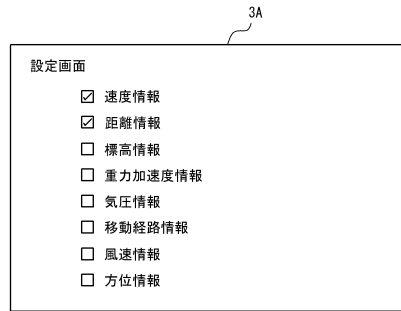 3A
設定画面
☑ 速度情報
☑ 距離情報
☐ 標高情報
☐ 重力加速度情報
☐ 気圧情報
☐ 移動経路情報
☐ 風速情報
☐ 方位情報